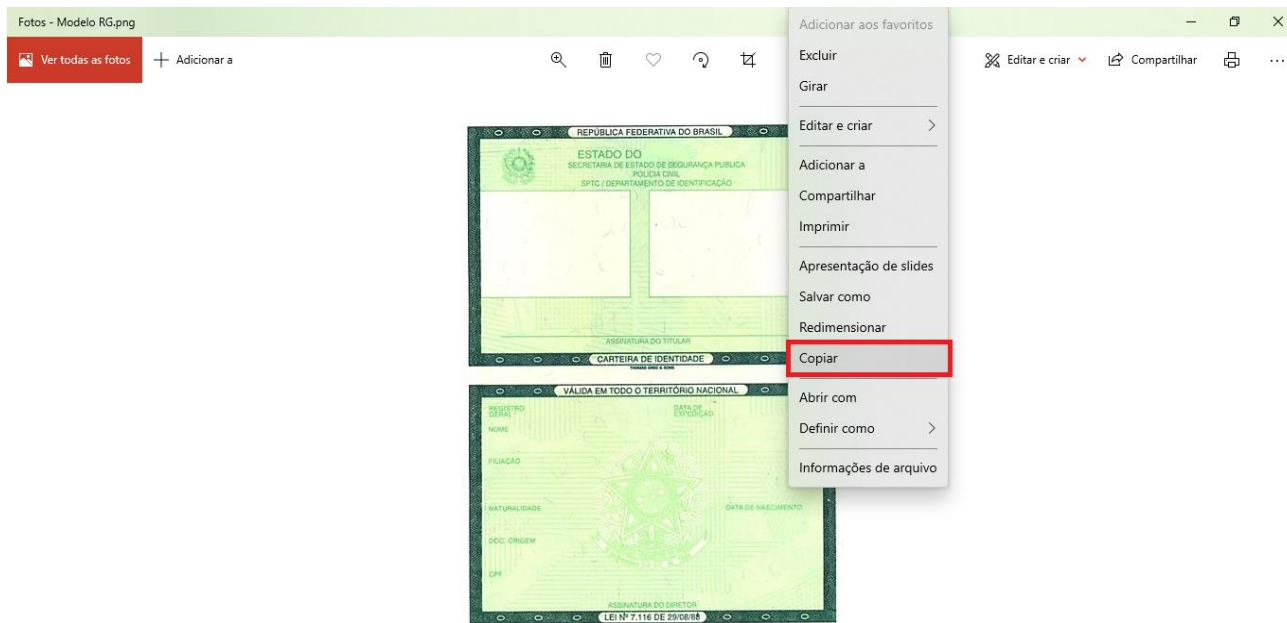 Fotos - Modelo RG.png
Ver todas as fotos
Adicionar a
Editar e criar
Compartilhar
Adicionar aos favoritos
Excluir
Girar
Editar e criar
Adicionar a
Compartilhar
Imprimir
Apresentação de slides
Salvar como
Redimensionar
Copiar
Abrir com
Definir como
Informações de arquivo
REPÚBLICA FEDERATIVA DO BRASIL
ESTADO DO
SECRETARIA DE ESTADO DE SEGURANÇA PUBLICA
POLÍCIA CIVIL
SPTC / DEPARTAMENTO DE IDENTIFICAÇÃO
ASSINATURA DO TITULAR
CARTEIRA DE IDENTIDADE
VÁLIDA EM TODO O TERRITÓRIO NACIONAL
REGISTRO GERAL
DATA DE EXPEDIÇÃO
NOME
FILIAÇÃO
NATURALIDADE
DATA DE NASCIMENTO
DOC. ORIGEM
CPF
ASSINATURA DO DIRETOR
LEI Nº 7.116 DE 29/08/83